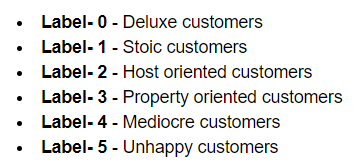 • Label- 0 - Deluxe customers
• Label- 1 - Stoic customers
• Label- 2 - Host oriented customers
• Label- 3 - Property oriented customers
• Label- 4 - Mediocre customers
• Label- 5 - Unhappy customers